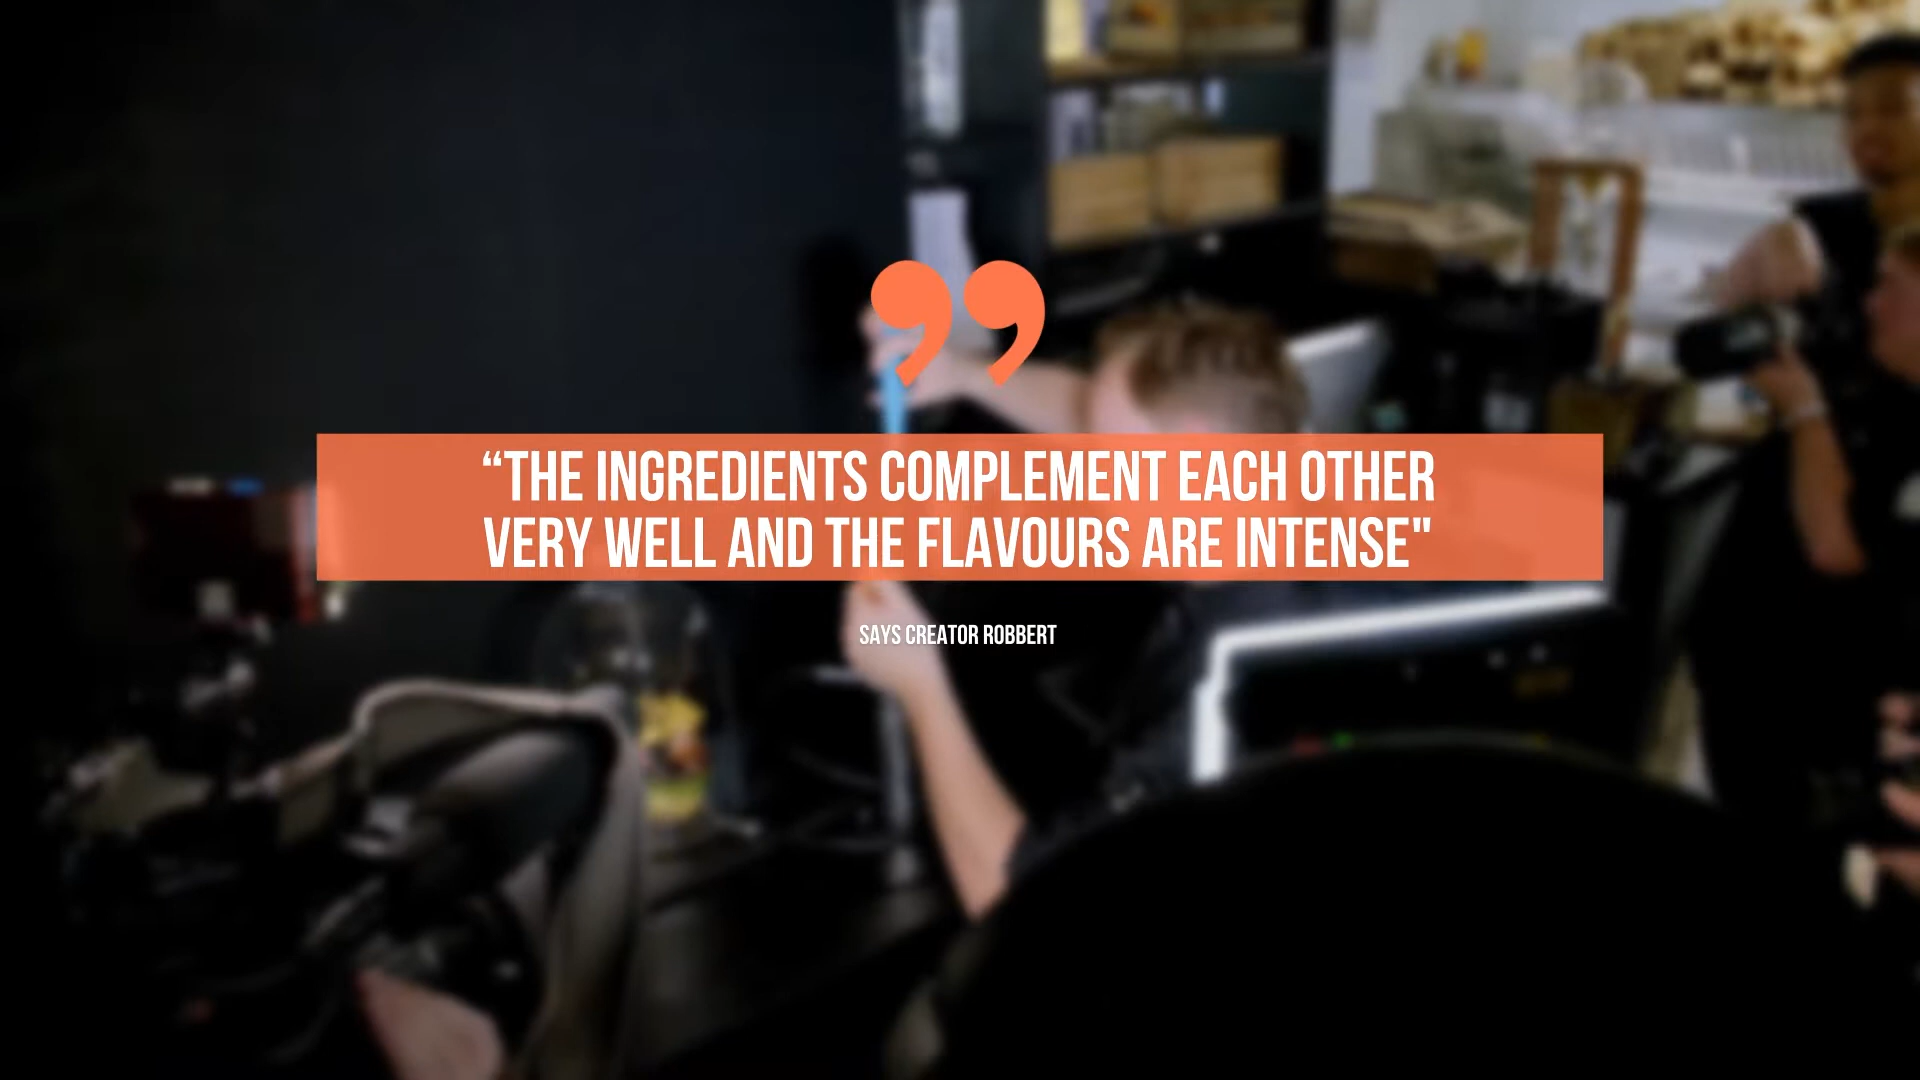 “THE INGREDIENTS COMPLEMENT EACH OTHER
VERY WELL AND THE FLAVOURS ARE INTENSE"
SAYS CREATOR ROBBERT